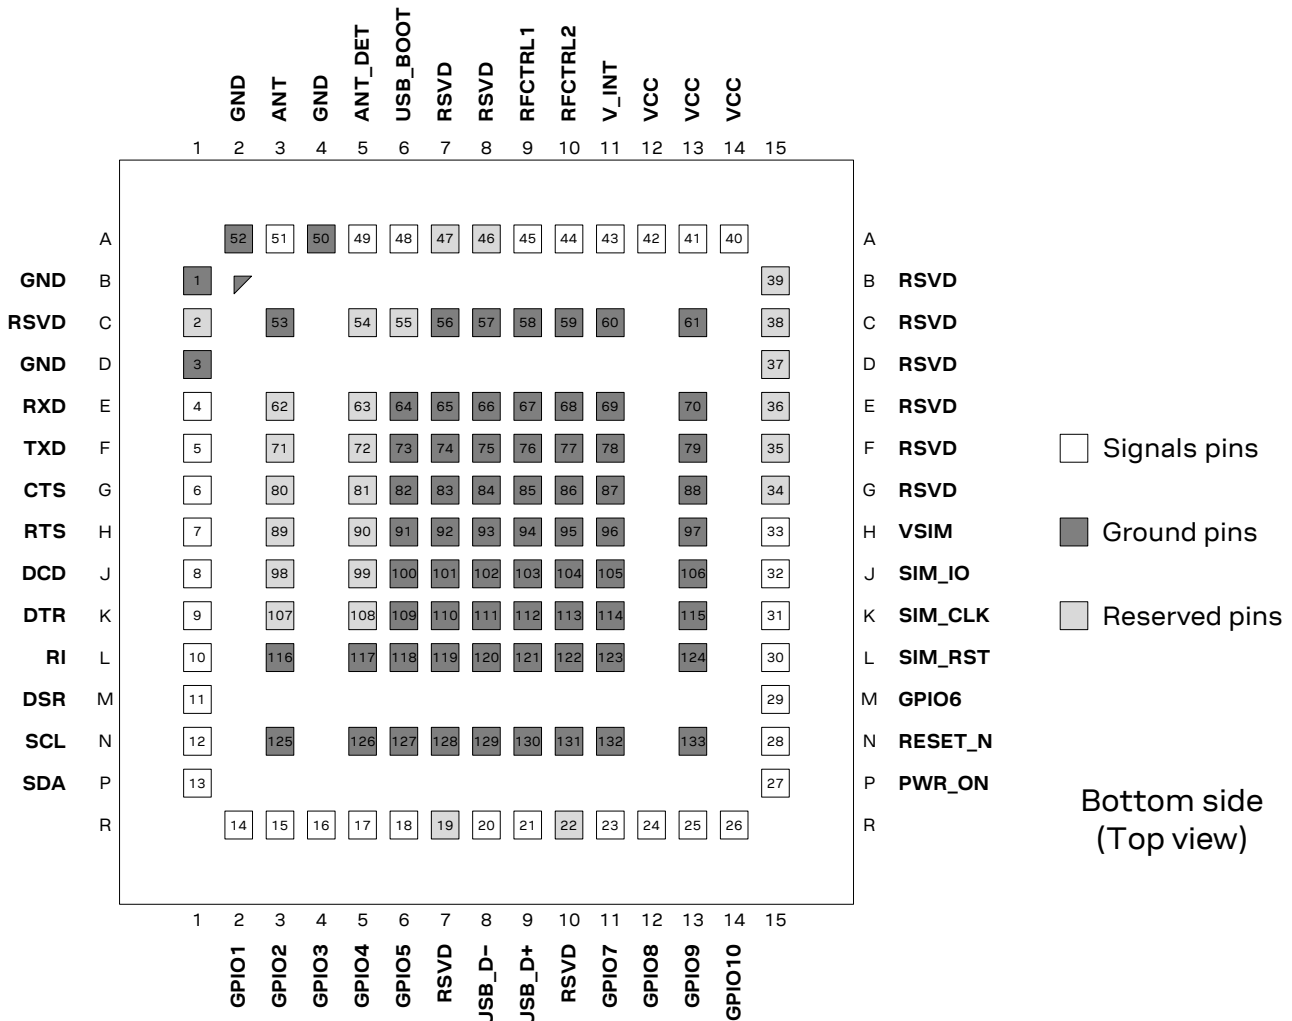 GND ANT GND ANT_DET USB_BOOT RSVD RSVD RFCTRL1 RFCTRL2 V_INT VCC VCC VCC
1 2 3 4 5 6 7 8 9 10 11 12 13 14 15
A 52 51 50 49 48 47 46 45 44 43 42 41 40 A
GND B 1 39 B RSVD
RSVD C 2 53 54 55 56 57 58 59 60 61 38 C RSVD
GND D 3 37 D RSVD
RXD E 4 62 63 64 65 66 67 68 69 70 36 E RSVD
TXD F 5 71 72 73 74 75 76 77 78 79 35 F RSVD
Signals pins
CTS G 6 80 81 82 83 84 85 86 87 88 34 G RSVD
RTS H 7 89 90 91 92 93 94 95 96 97 33 H VSIM
Ground pins
DCD J 8 98 99 100 101 102 103 104 105 106 32 J SIM_IO
DTR K 9 107 108 109 110 111 112 113 114 115 31 K SIM_CLK
Reserved pins
RI L 10 116 117 118 119 120 121 122 123 124 30 L SIM_RST
DSR M 11 29 M GPIO6
SCL N 12 125 126 127 128 129 130 131 132 133 28 N RESET_N
SDA P 13 27 P PWR_ON
R 14 15 16 17 18 19 20 21 22 23 24 25 26 R
Bottom side
(Top view)
1 2 3 4 5 6 7 8 9 10 11 12 13 14 15
GPIO1 GPIO2 GPIO3 GPIO4 GPIO5 RSVD USB_D− USB_D+ RSVD GPIO7 GPIO8 GPIO9 GPIO10